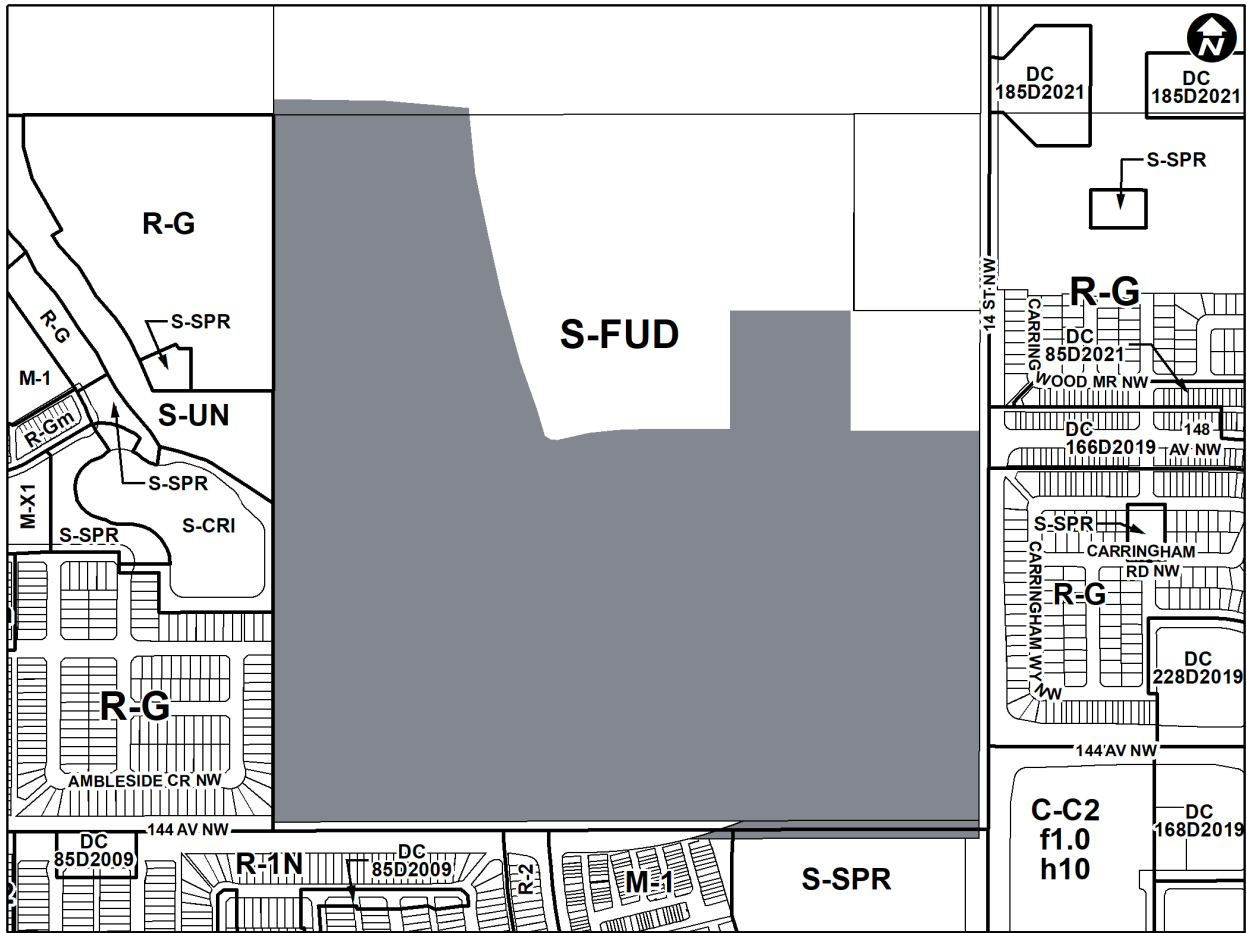 N
DC
185D2021
DC
185D2021
S-SPR
R-G
14 ST NW
R-G
CARRING
WOOD MR NW
S-SPR
R-G
S-FUD
DC
85D2021
M-1
S-UN
R-Gm
DC
166D2019
148
AV NW
S-SPR
M-X1
S-CRI
S-SPR
S-SPR
CARRINGHAM
RD NW
CARRINGHAM WY NW
R-G
DC
228D2019
R-G
144 AV NW
AMBLESIDE CR NW
C-C2
f1.0
h10
DC
168D2019
144 AV NW
DC
85D2009
R-1N
DC
85D2009
R-2
M-1
S-SPR